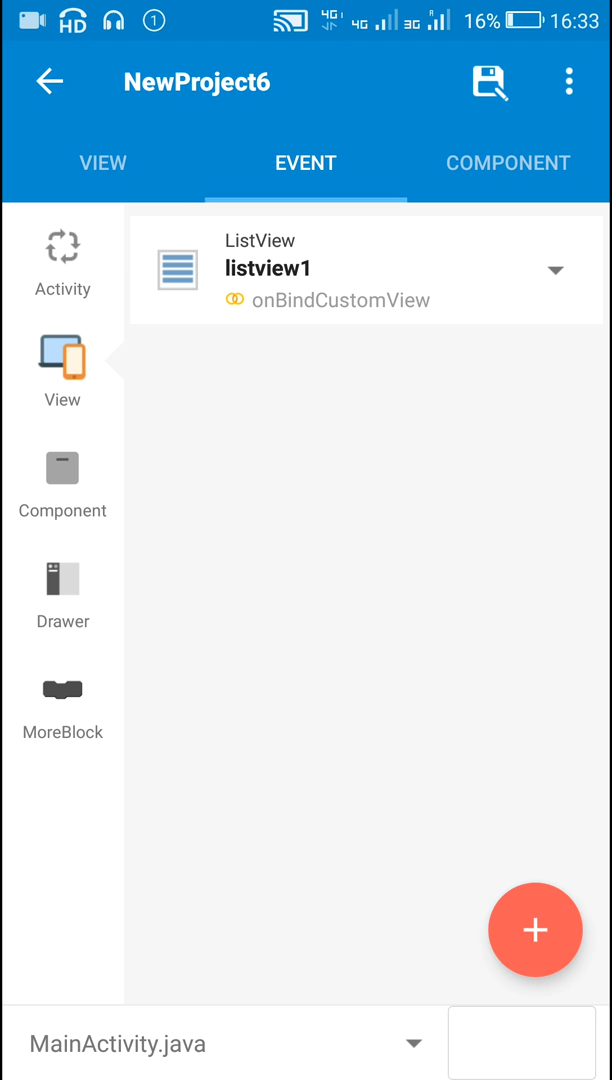 HD 1 4G 4G 3G R 16% 16:33
NewProject6
VIEW EVENT COMPONENT
Activity
View
Component
Drawer
MoreBlock
ListView
listview1
onBindCustomView
MainActivity.java